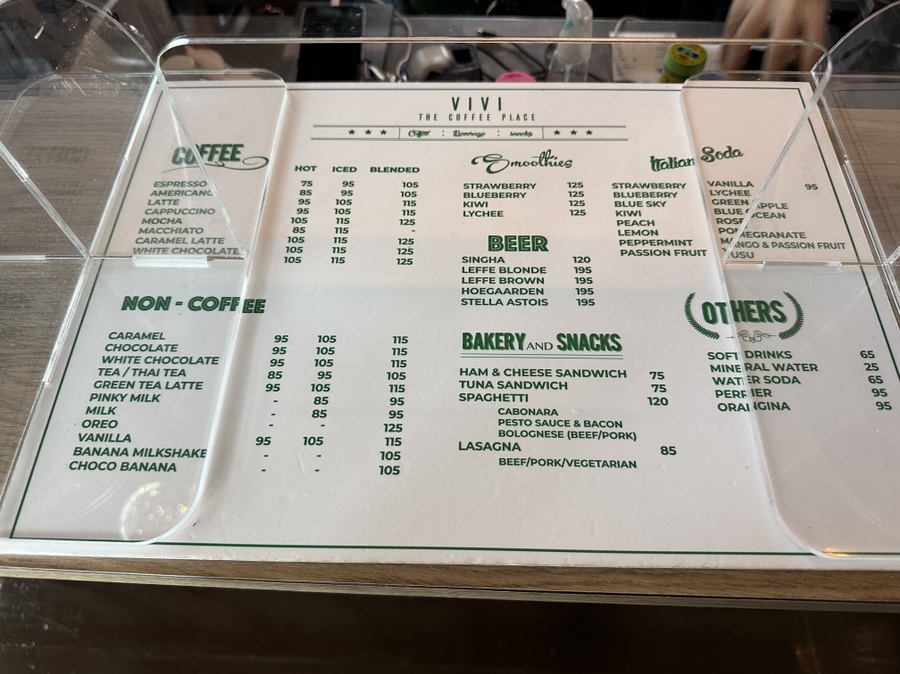 VIVI
THE COFFEE PLACE
Coffee : Beverage : snacks
COFFEE
HOT ICED BLENDED
ESPRESSO 75 95 105
AMERICANO 85 95 105
LATTE 95 105 115
CAPPUCCINO 95 105 115
MOCHA 105 115 125
MACCHIATO 85 115 -
CARAMEL LATTE 105 115 125
WHITE CHOCOLATE 105 115 125
105 115 125
NON - COFFEE
CARAMEL 95 105 115
CHOCOLATE 95 105 115
WHITE CHOCOLATE 95 105 115
TEA / THAI TEA 85 95 105
GREEN TEA LATTE 95 105 115
PINKY MILK - 85 95
MILK - 85 95
OREO - - 125
VANILLA 95 105 115
BANANA MILKSHAKE - - 105
CHOCO BANANA - - 105
Smoothies
STRAWBERRY 125
BLUEBERRY 125
KIWI 125
LYCHEE 125
BEER
SINGHA 120
LEFFE BLONDE 195
LEFFE BROWN 195
HOEGAARDEN 195
STELLA ASTOIS 195
BAKERY AND SNACKS
HAM & CHEESE SANDWICH 75
TUNA SANDWICH 75
SPAGHETTI 120
CABONARA
PESTO SAUCE & BACON
BOLOGNESE (BEEF/PORK)
LASAGNA 85
BEEF/PORK/VEGETARIAN
Italian Soda
STRAWBERRY VANILLA 95
BLUEBERRY LYCHEE
BLUE SKY GREEN APPLE
KIWI BLUE OCEAN
PEACH ROSE
LEMON POMEGRANATE
PEPPERMINT MANGO & PASSION FRUIT
PASSION FRUIT YUSU
OTHERS
SOFT DRINKS 65
MINERAL WATER 25
WATER SODA 65
PERRIER 95
ORANGINA 95